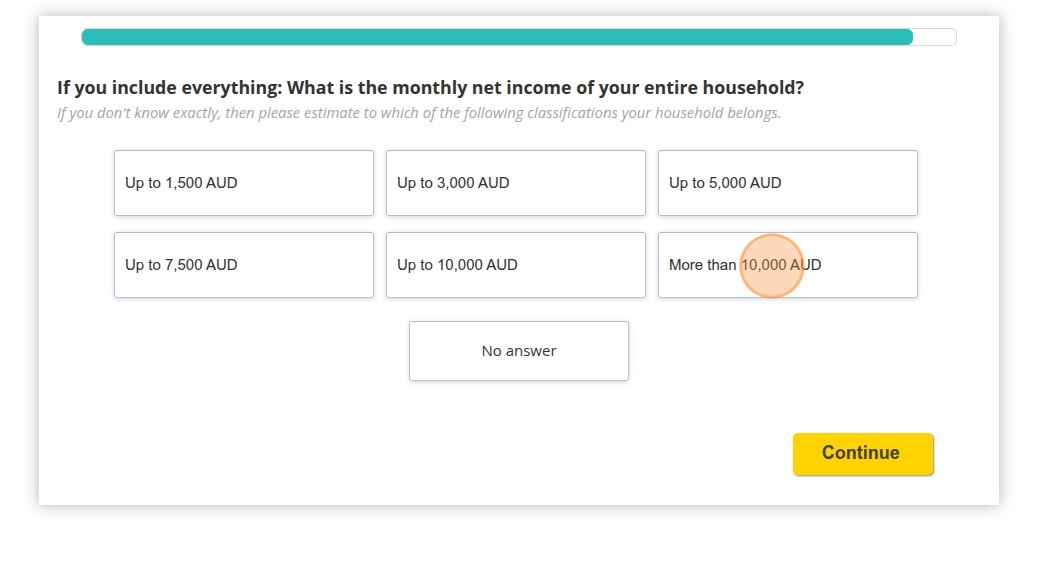 If you include everything: What is the monthly net income of your entire household?
If you don't know exactly, then please estimate to which of the following classifications your household belongs.
Up to 1,500 AUD
Up to 3,000 AUD
Up to 5,000 AUD
Up to 7,500 AUD
Up to 10,000 AUD
More than 10,000 AUD
No answer
Continue